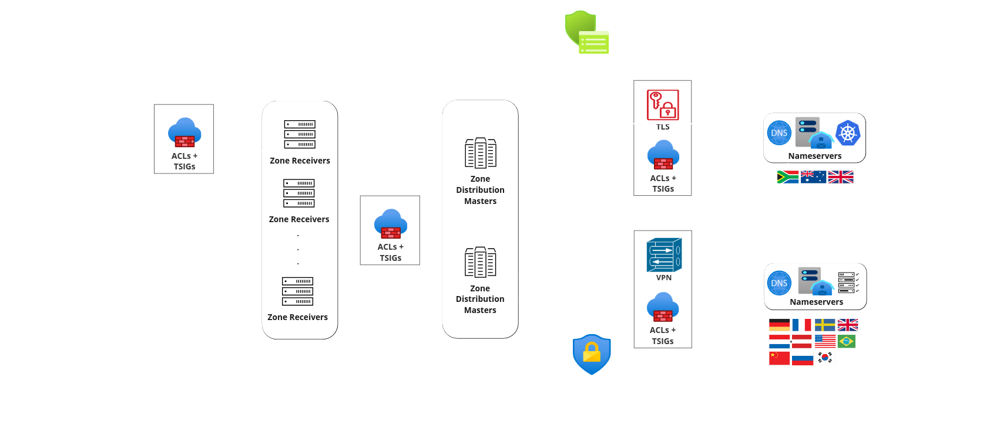 ACLs +
TSIGs
Zone Receivers
Zone Receivers
.
.
.
Zone Receivers
ACLs +
TSIGs
Zone
Distribution
Masters
Zone
Distribution
Masters
TLS
ACLs +
TSIGs
VPN
ACLs +
TSIGs
DNS
Nameservers
DNS
Nameservers